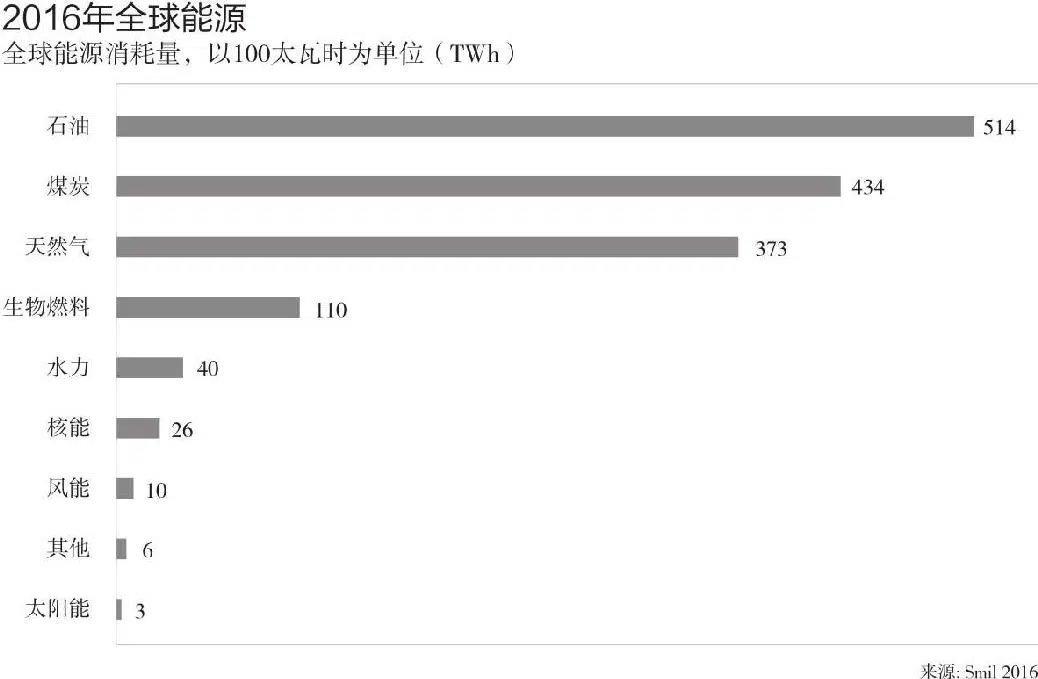 2016年全球能源
全球能源消耗量，以100太瓦时为单位（TWh）
石油 514
煤炭 434
天然气 373
生物燃料 110
水力 40
核能 26
风能 10
其他 6
太阳能 3
来源: Smil 2016